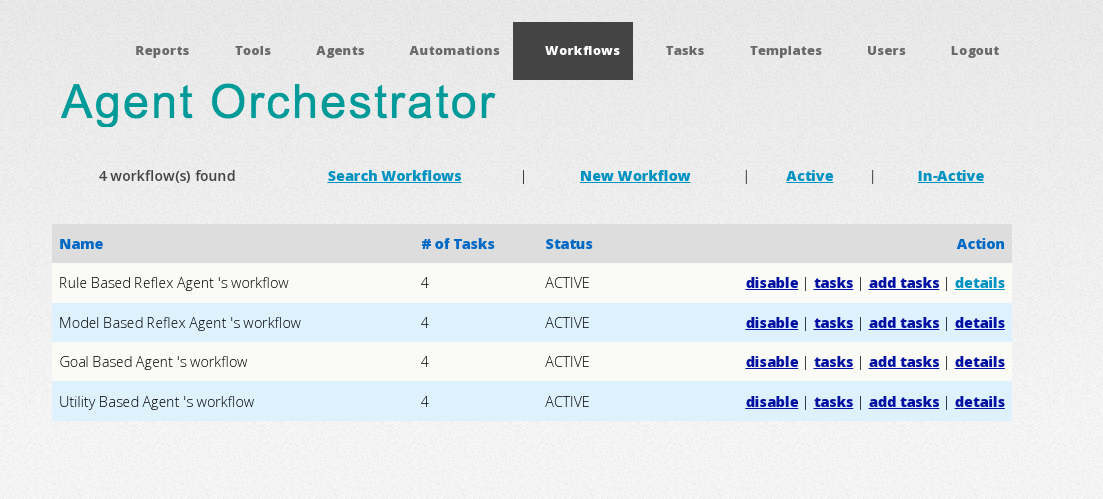 Reports Tools Agents Automations Workflows Tasks Templates Users Logout
Agent Orchestrator
4 workflow(s) found Search Workflows | New Workflow | Active | In-Active
Name # of Tasks Status Action
Rule Based Reflex Agent 's workflow 4 ACTIVE disable | tasks | add tasks | details
Model Based Reflex Agent 's workflow 4 ACTIVE disable | tasks | add tasks | details
Goal Based Agent 's workflow 4 ACTIVE disable | tasks | add tasks | details
Utility Based Agent 's workflow 4 ACTIVE disable | tasks | add tasks | details